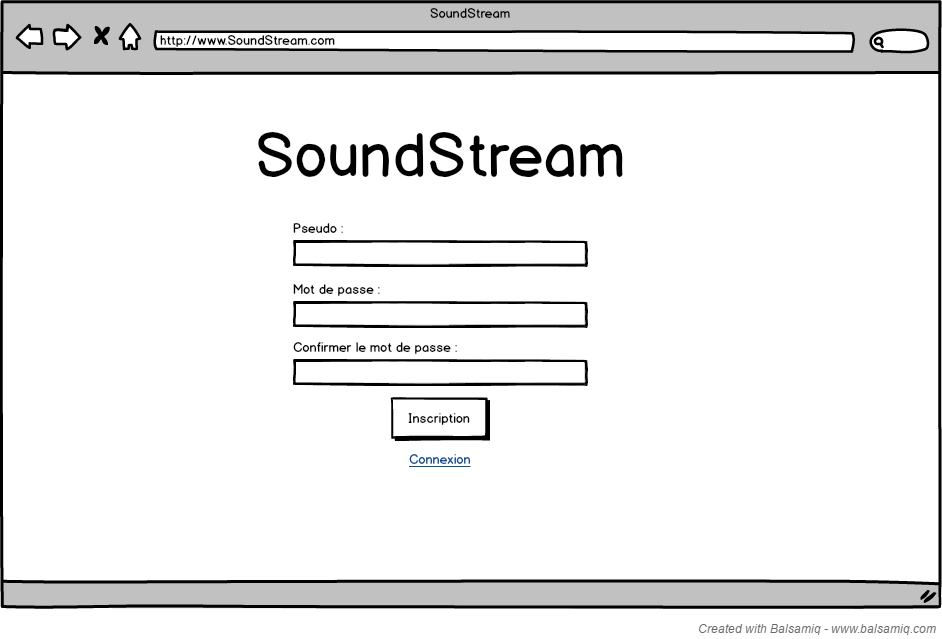 SoundStream
http://www.SoundStream.com
SoundStream
Pseudo :
Mot de passe :
Confirmer le mot de passe :
Inscription
Connexion
Created with Balsamiq - www.balsamiq.com